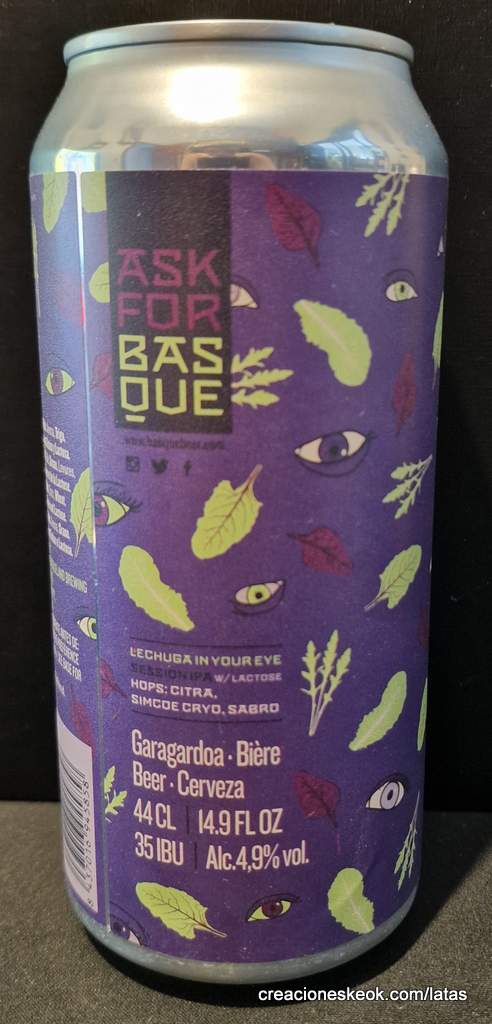 ASK
FOR
BAS
QUE
www.basquebeer.com
LECHUGA IN YOUR EYE
SESSION IPA W/ LACTOSE
HOPS: CITRA,
SIMCOE CRYO, SABRO
Garagardoa · Bière
Beer · Cerveza
44 CL | 14.9 FL OZ
35 IBU | Alc.4,9% vol.
BREWING
creacioneskeok.com/latas